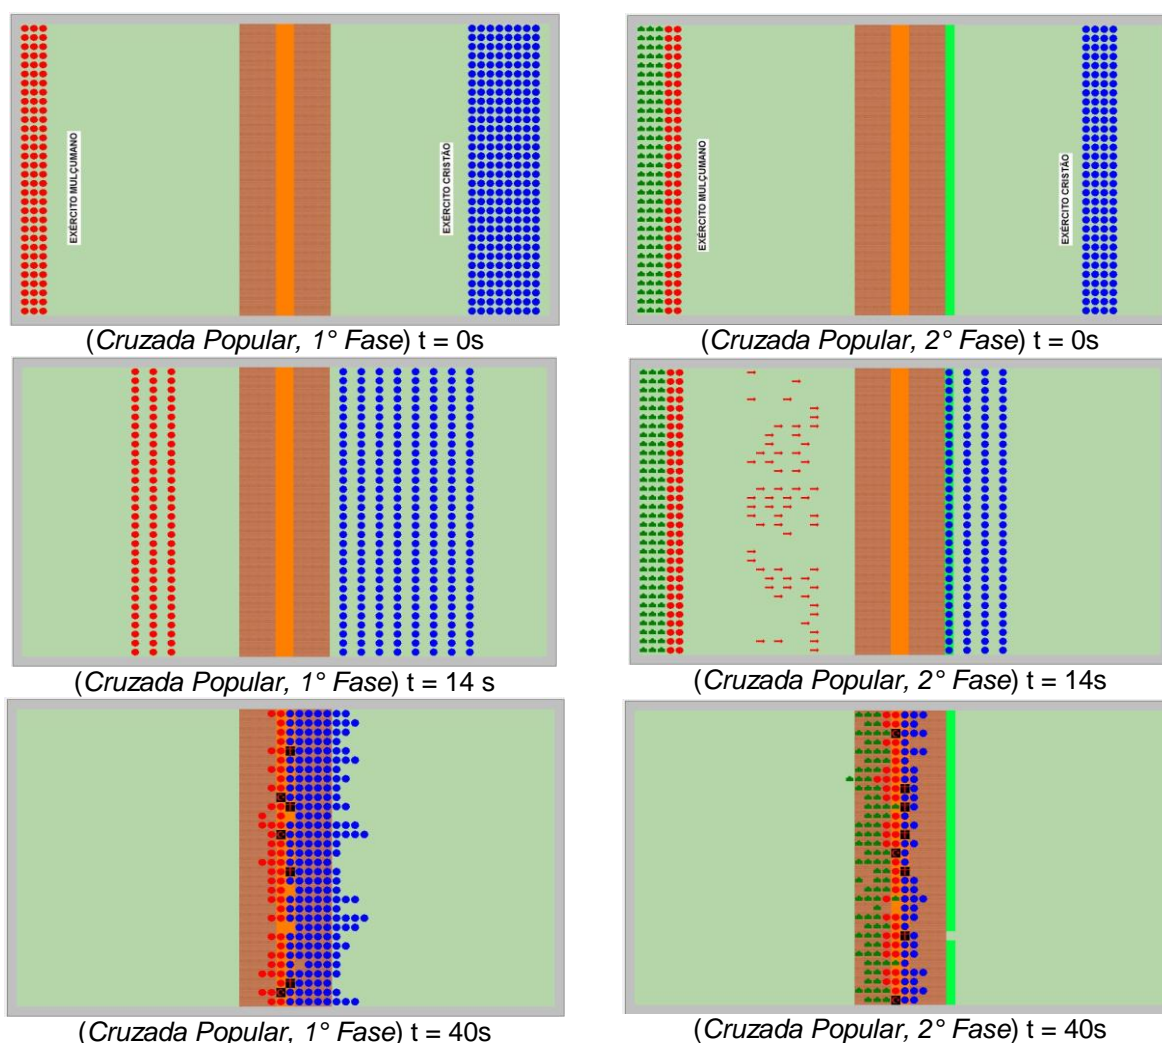 EXÉRCITO MULÇUMANO
EXÉRCITO CRISTÃO
EXÉRCITO MULÇUMANO
EXÉRCITO CRISTÃO
(Cruzada Popular, 1° Fase) t = 0s
(Cruzada Popular, 2° Fase) t = 0s
(Cruzada Popular, 1° Fase) t = 14 s
(Cruzada Popular, 2° Fase) t = 14s
(Cruzada Popular, 1° Fase) t = 40s
(Cruzada Popular, 2° Fase) t = 40s